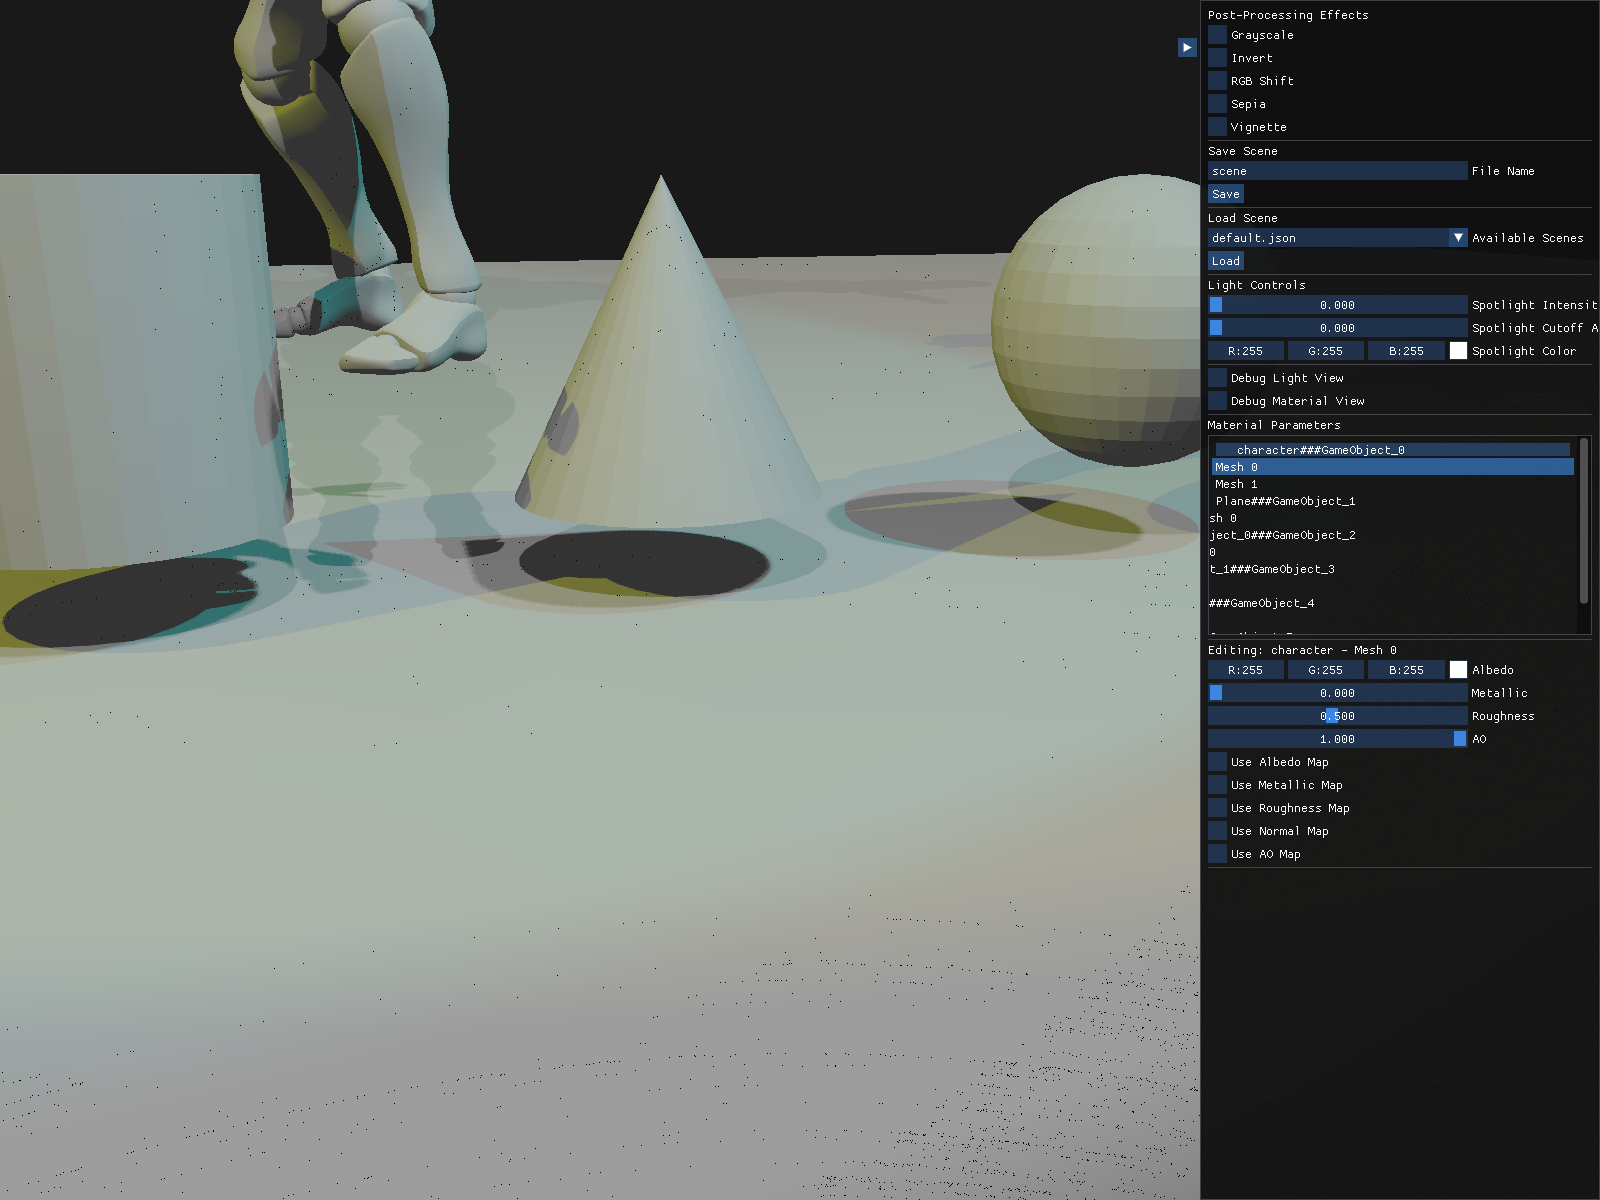 Post-Processing Effects
Grayscale
Invert
RGB Shift
Sepia
Vignette
Save Scene
scene File Name
Save
Load Scene
default.json Available Scenes
Load
Light Controls
0.000 Spotlight Intensit
0.000 Spotlight Cutoff A
R:255 G:255 B:255 Spotlight Color
Debug Light View
Debug Material View
Material Parameters
character###GameObject_0
Mesh 0
Mesh 1
Plane###GameObject_1
sh 0
ject_0###GameObject_2
0
t_1###GameObject_3
###GameObject_4
Editing: character - Mesh 0
R:255 G:255 B:255 Albedo
0.000 Metallic
0.500 Roughness
1.000 AO
Use Albedo Map
Use Metallic Map
Use Roughness Map
Use Normal Map
Use AO Map